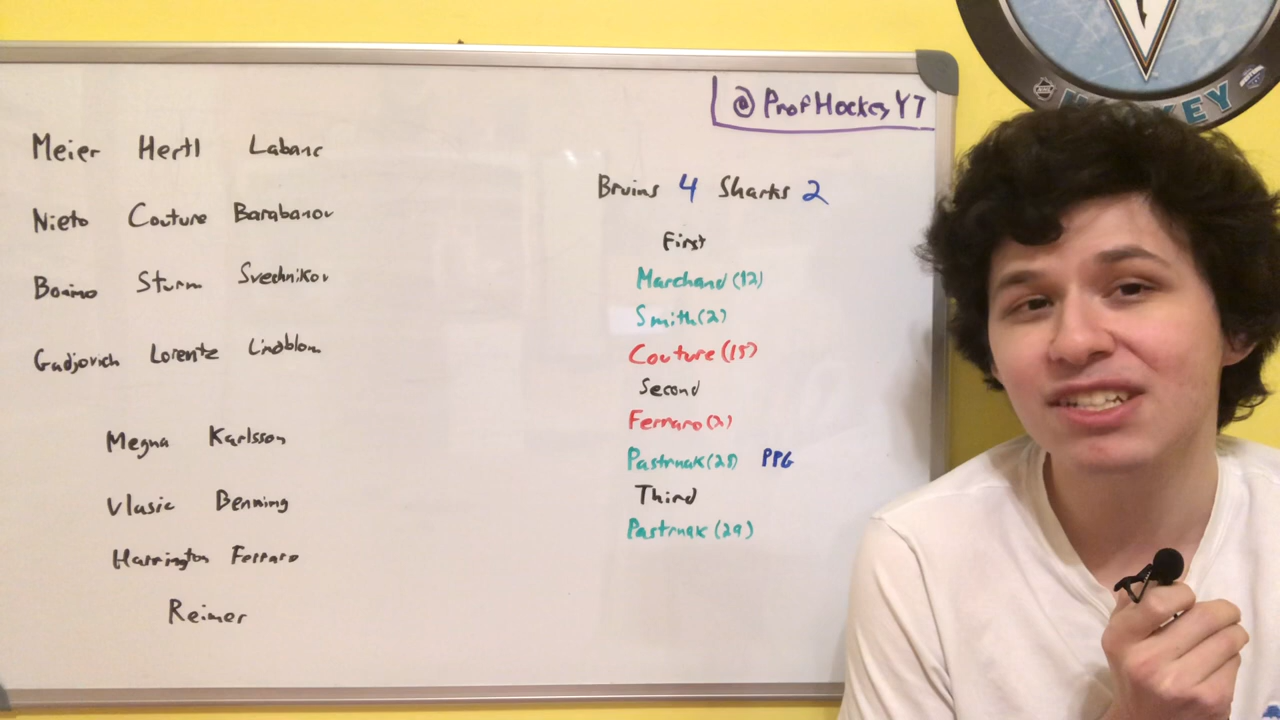 @ProfHockeyYT
Meier Hertl Labanc
Nieto Couture Barabanov
Bonino Sturm Svechnikov
Gadjovich Lorentz Lindblom
Megna Karlsson
Vlasic Benning
Harrington Ferraro
Reimer
Bruins 4 Sharks 2
First
Marchand (12)
Smith (2)
Couture (15)
Second
Ferraro (2)
Pastrnak (28) PPG
Third
Pastrnak (29)